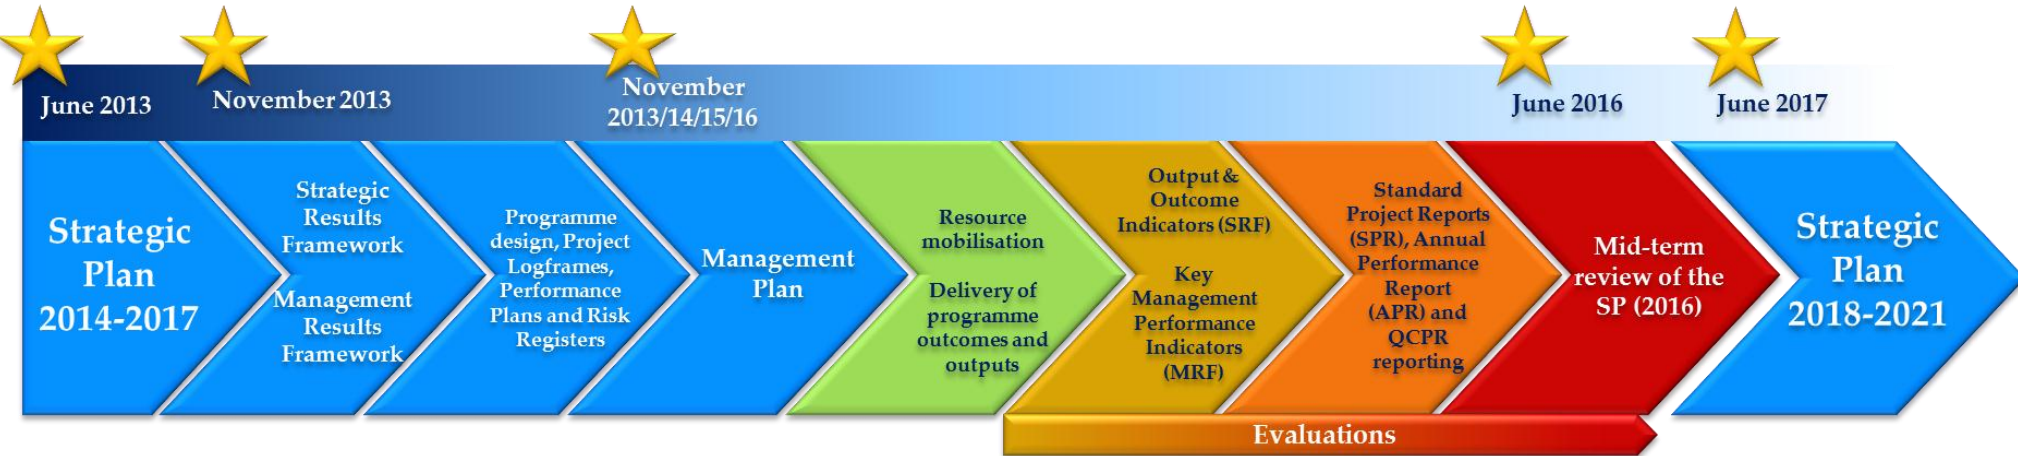 June 2013
November 2013
November
2013/14/15/16
June 2016
June 2017
Strategic
Plan
2014-2017
Strategic
Results
Framework
Management
Results
Framework
Programme
design, Project
Logframes,
Performance
Plans and Risk
Registers
Management
Plan
Resource
mobilisation
Delivery of
programme
outcomes and
outputs
Output &
Outcome
Indicators (SRF)
Key
Management
Performance
Indicators
(MRF)
Standard
Project Reports
(SPR), Annual
Performance
Report
(APR) and
QCPR
reporting
Mid-term
review of the
SP (2016)
Strategic
Plan
2018-2021
Evaluations